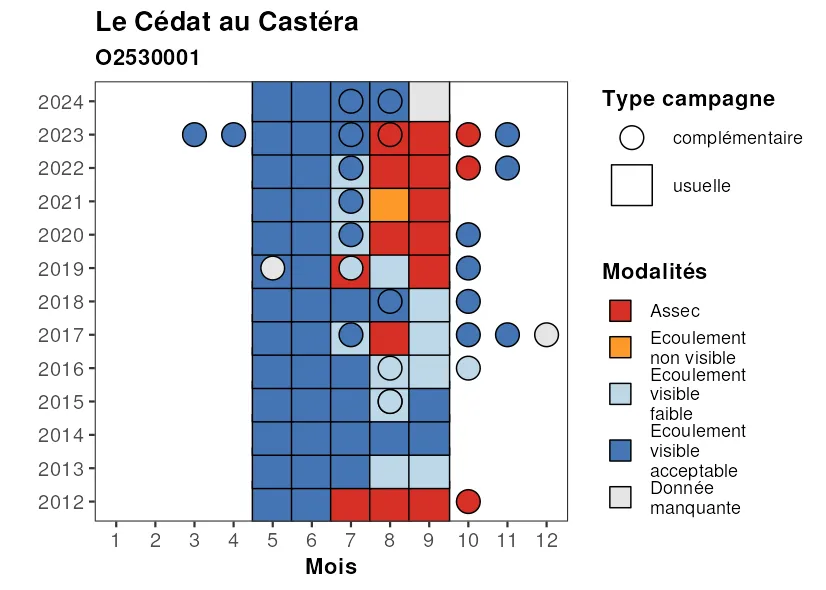 Le Cédat au Castéra
O2530001
2024
2023
2022
2021
2020
2019
2018
2017
2016
2015
2014
2013
2012
1 2 3 4 5 6 7 8 9 10 11 12
Mois
Type campagne
complémentaire
usuelle
Modalités
Assec
Ecoulement
non visible
Ecoulement
visible
faible
Ecoulement
visible
acceptable
Donnée
manquante